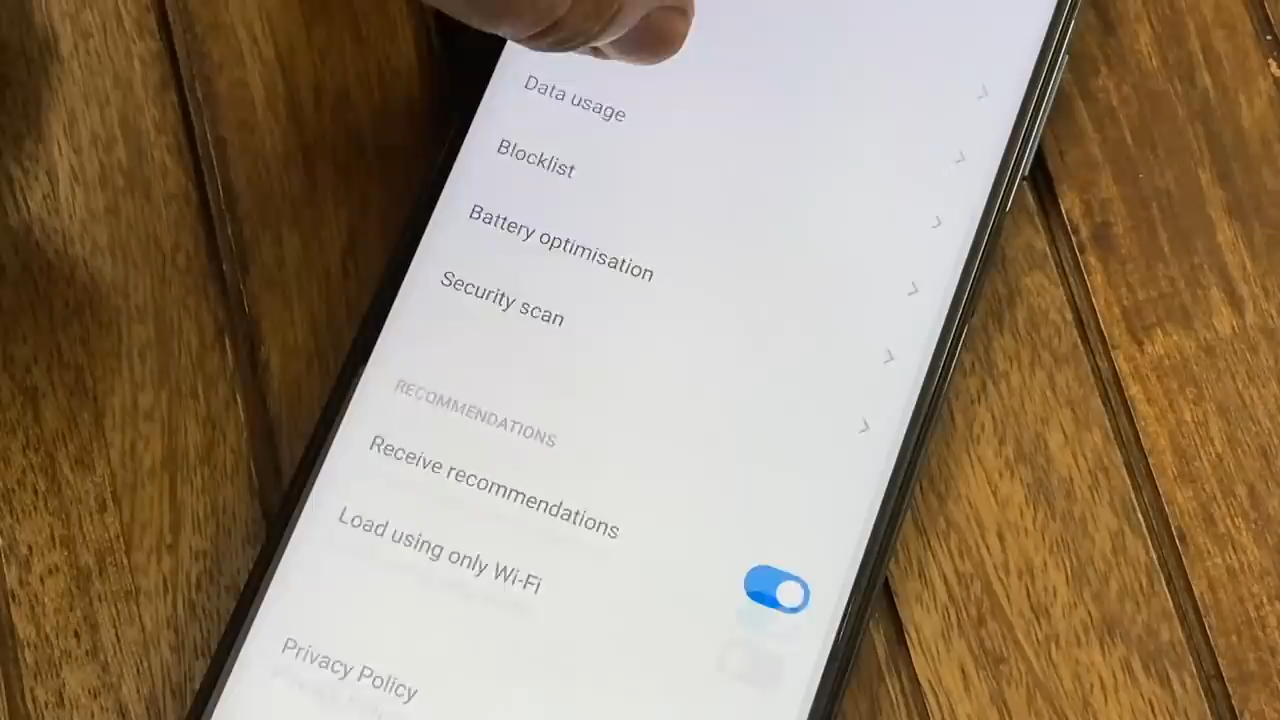 Data usage
Blocklist
Battery optimisation
Security scan
RECOMMENDATIONS
Receive recommendations
Load using only Wi-Fi
Privacy Policy